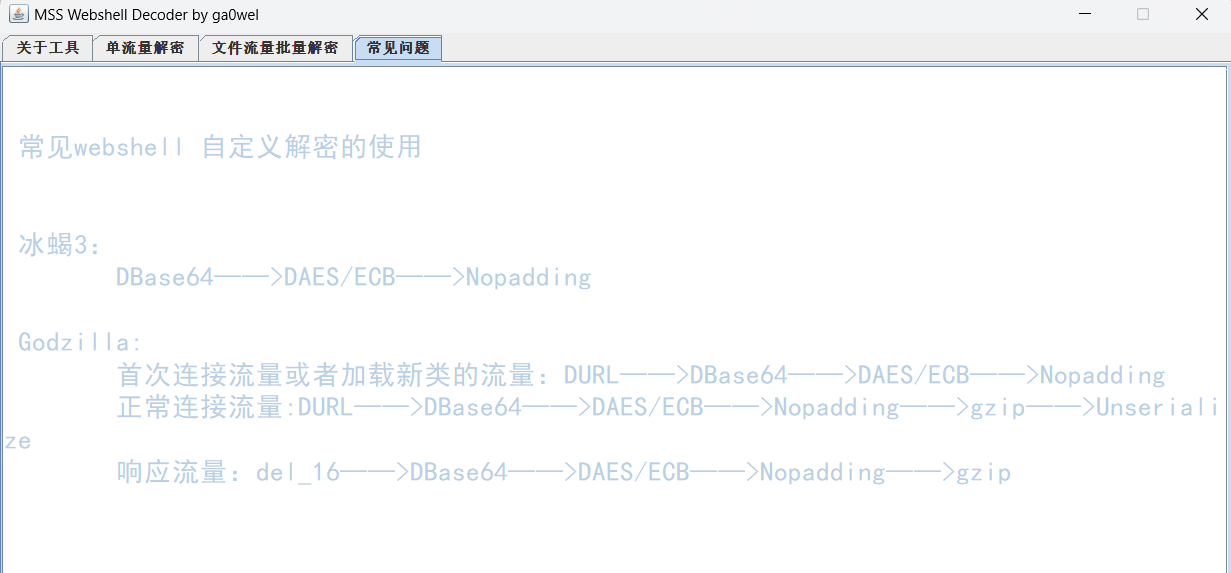 MSS Webshell Decoder by ga0wel
关于工具 单流量解密 文件流量批量解密 常见问题
常见webshell 自定义解密的使用
冰蝎3：
DBase64——>DAES/ECB——>Nopadding
Godzilla:
首次连接流量或者加载新类的流量：DURL——>DBase64——>DAES/ECB——>Nopadding
正常连接流量:DURL——>DBase64——>DAES/ECB——>Nopadding——>gzip——>Unseriali
ze
响应流量：del_16——>DBase64——>DAES/ECB——>Nopadding——>gzip